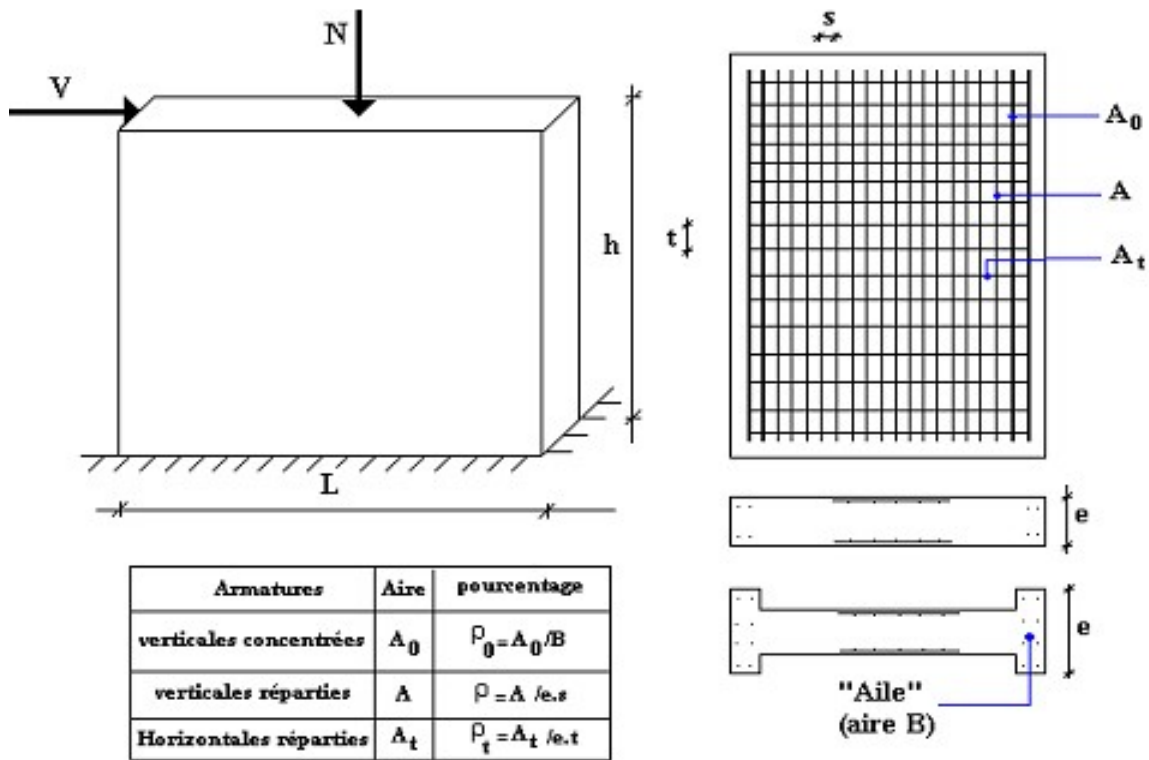 N
V
h
L
s
A0
A
At
t
e
e
"Aile"
(aire B)
Armatures Aire pourcentage
verticales concentrées A0 ρ0=A0/B
verticales réparties A ρ=A /e.s
Horizontales réparties At ρt=At /e.t